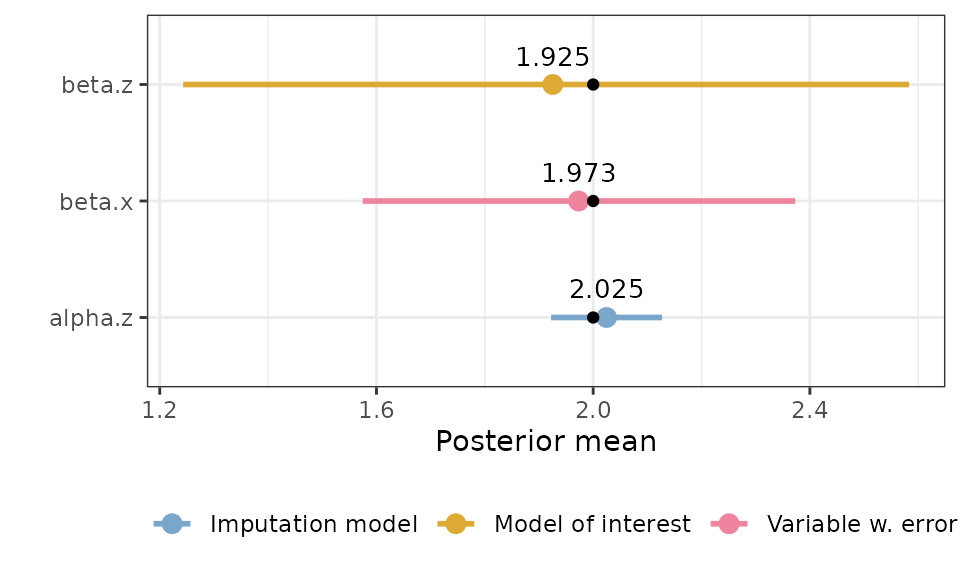 1.925
beta.z
1.973
beta.x
2.025
alpha.z
1.2 1.6 2.0 2.4
Posterior mean
Imputation model Model of interest Variable w. error